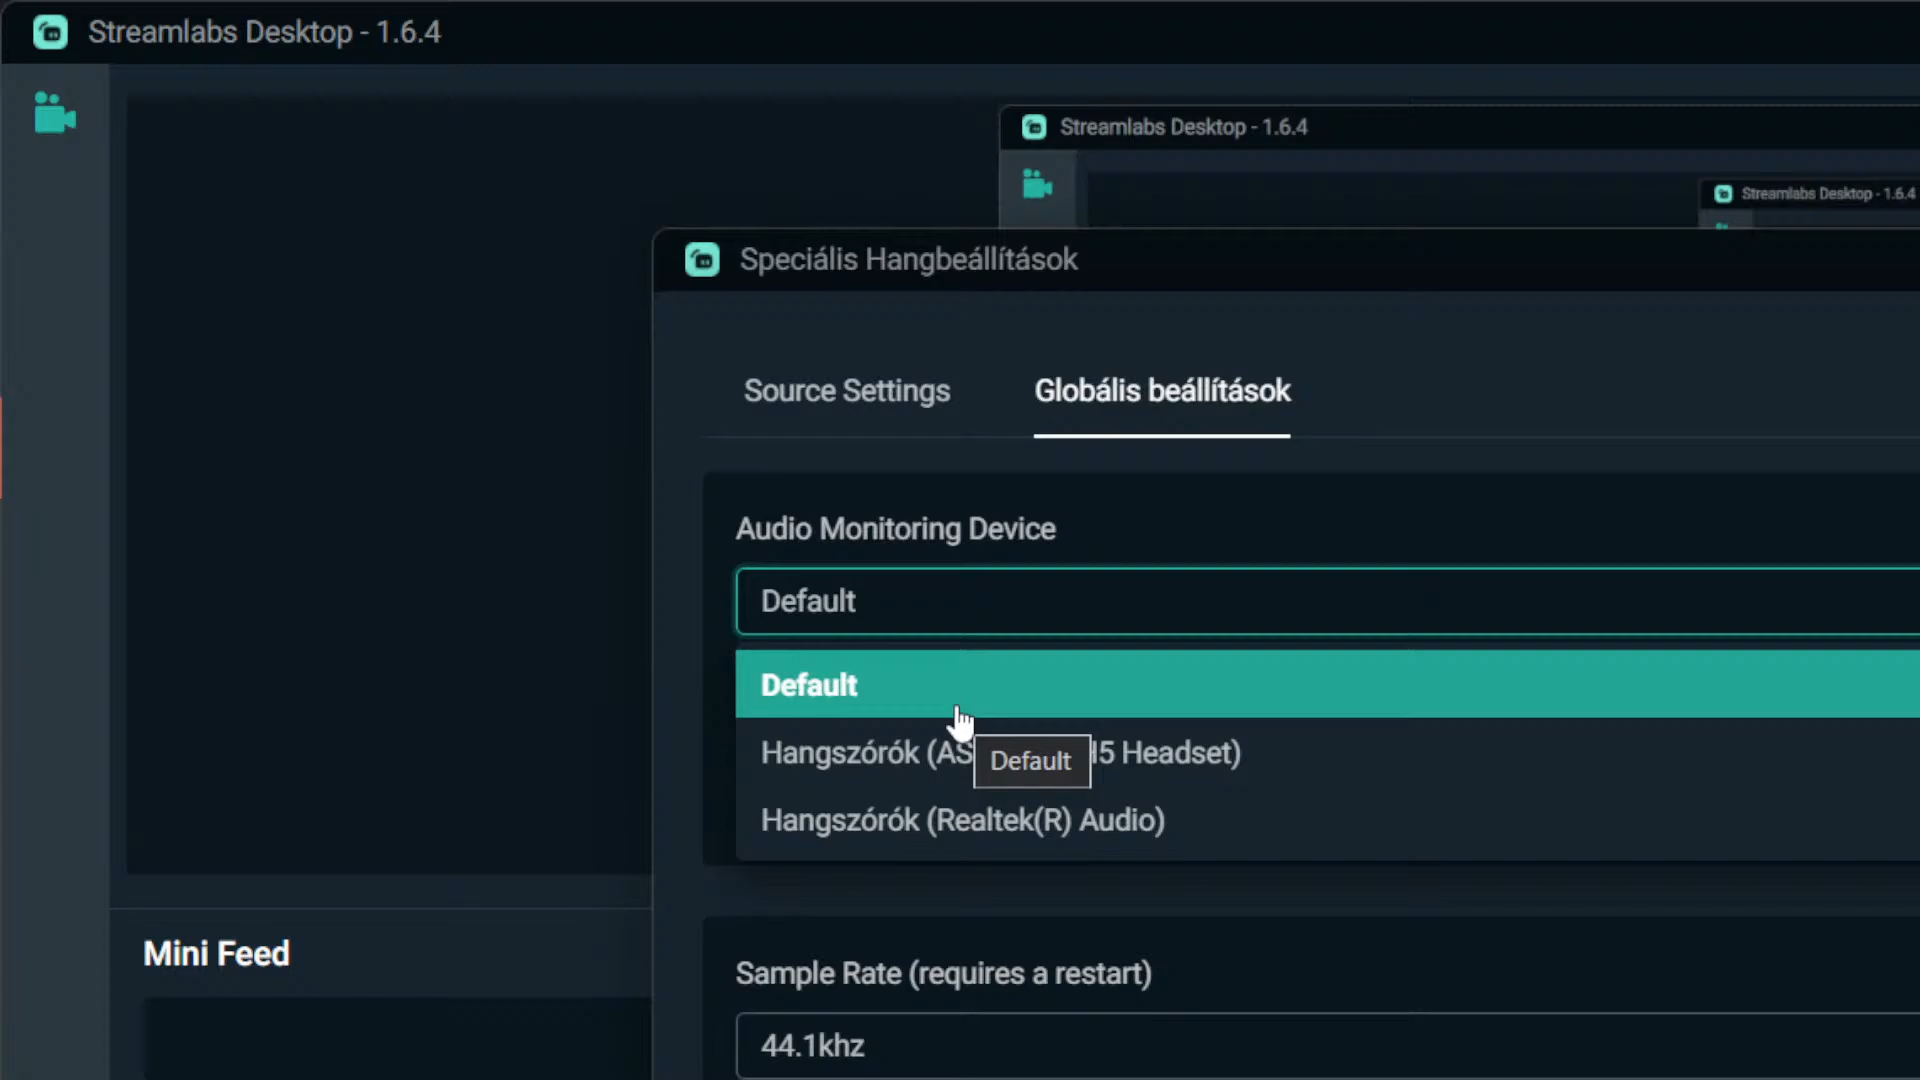 Streamlabs Desktop - 1.6.4
Streamlabs Desktop - 1.6.4
Streamlabs Desktop - 1.6.4
Speciális Hangbeállítások
Source Settings
Globális beállítások
Audio Monitoring Device
Default
Default
Hangszórók (AS
Default
5 Headset)
Hangszórók (Realtek(R) Audio)
Mini Feed
Sample Rate (requires a restart)
44.1khz